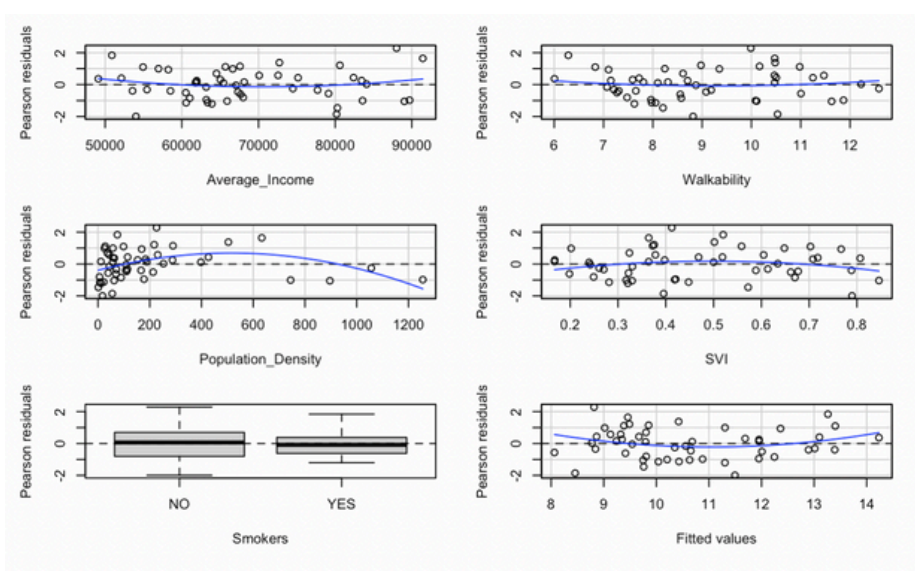 Pearson residuals
2
0
-2
50000 60000 70000 80000 90000
Average_Income
Pearson residuals
2
0
-2
6 7 8 9 10 11 12
Walkability
Pearson residuals
2
0
-2
0 200 400 600 800 1000 1200
Population_Density
Pearson residuals
2
0
-2
0.2 0.3 0.4 0.5 0.6 0.7 0.8
SVI
Pearson residuals
2
0
-2
NO YES
Smokers
Pearson residuals
2
0
-2
8 9 10 11 12 13 14
Fitted values